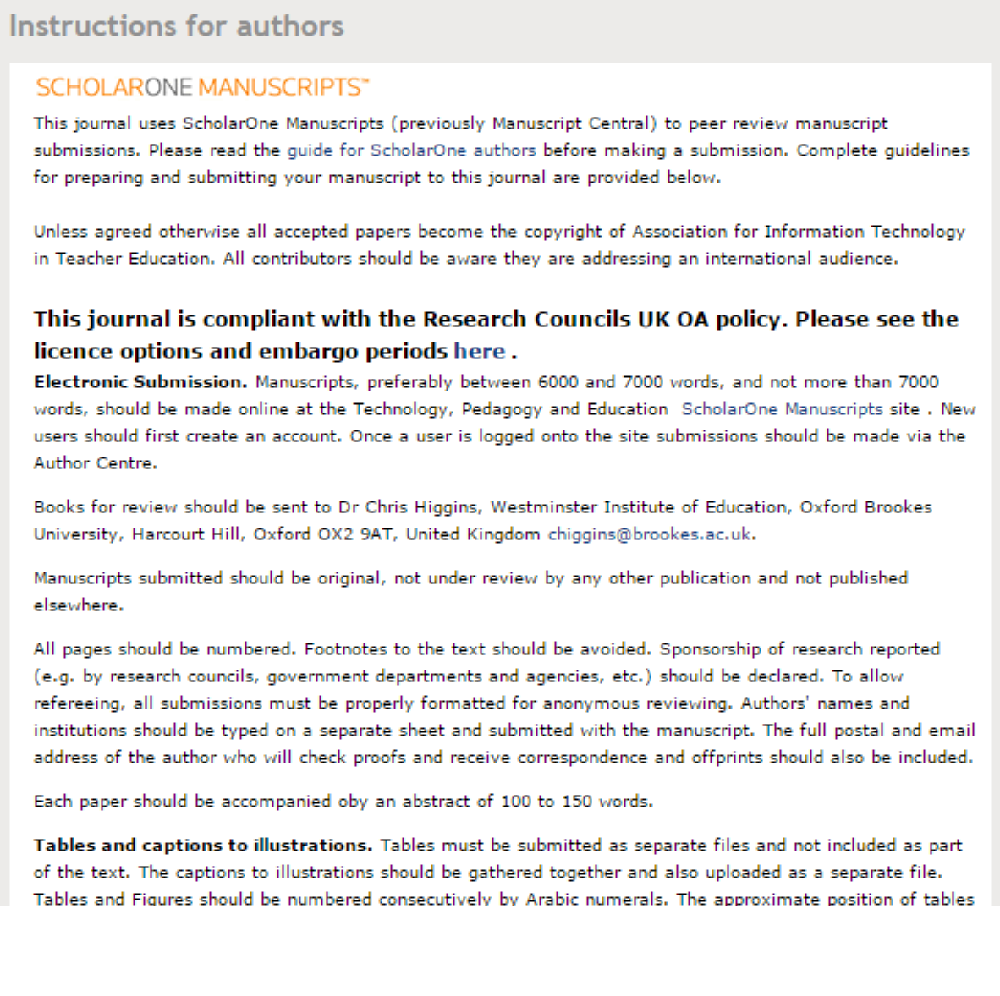 Instructions for authors
SCHOLARONE MANUSCRIPTS™
This journal uses ScholarOne Manuscripts (previously Manuscript Central) to peer review manuscript
submissions. Please read the guide for ScholarOne authors before making a submission. Complete guidelines
for preparing and submitting your manuscript to this journal are provided below.
Unless agreed otherwise all accepted papers become the copyright of Association for Information Technology
in Teacher Education. All contributors should be aware they are addressing an international audience.
This journal is compliant with the Research Councils UK OA policy. Please see the
licence options and embargo periods here .
Electronic Submission. Manuscripts, preferably between 6000 and 7000 words, and not more than 7000
words, should be made online at the Technology, Pedagogy and Education ScholarOne Manuscripts site . New
users should first create an account. Once a user is logged onto the site submissions should be made via the
Author Centre.
Books for review should be sent to Dr Chris Higgins, Westminster Institute of Education, Oxford Brookes
University, Harcourt Hill, Oxford OX2 9AT, United Kingdom chiggins@brookes.ac.uk.
Manuscripts submitted should be original, not under review by any other publication and not published
elsewhere.
All pages should be numbered. Footnotes to the text should be avoided. Sponsorship of research reported
(e.g. by research councils, government departments and agencies, etc.) should be declared. To allow
refereeing, all submissions must be properly formatted for anonymous reviewing. Authors' names and
institutions should be typed on a separate sheet and submitted with the manuscript. The full postal and email
address of the author who will check proofs and receive correspondence and offprints should also be included.
Each paper should be accompanied oby an abstract of 100 to 150 words.
Tables and captions to illustrations. Tables must be submitted as separate files and not included as part
of the text. The captions to illustrations should be gathered together and also uploaded as a separate file.
Tables and Figures should be numbered consecutively by Arabic numerals. The approximate position of tables